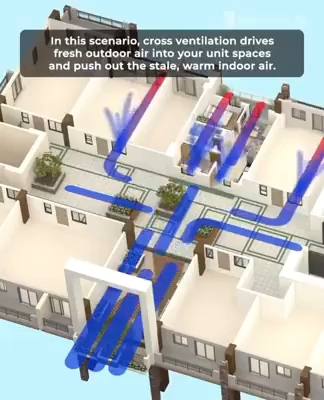 In this scenario, cross ventilation drives
fresh outdoor air into your unit spaces
and push out the stale, warm indoor air.